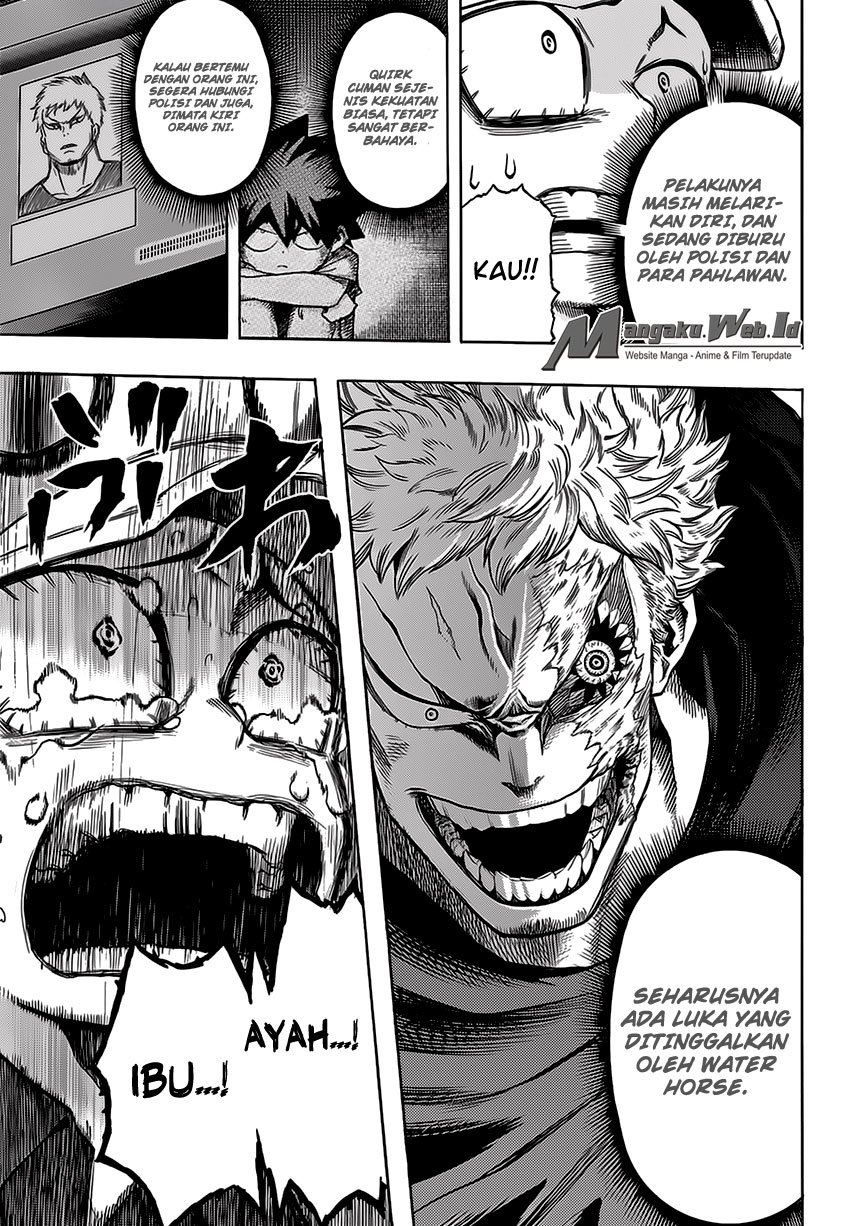 PELAKUNYA
MASIH MELARI-
KAN DIRI, DAN
SEDANG DIBURU
OLEH POLISI DAN
PARA PAHLAWAN.
KAU!!
QUIRK
CUMAN SEJE-
NIS KEKUATAN
BIASA, TETAPI
SANGAT BER-
BAHAYA.
KALAU BERTEMU
DENGAN ORANG INI,
SEGERA HUBUNGI
POLISI DAN JUGA,
DIMATA KIRI
ORANG INI.
Mangaku.Web.Id
Website Manga - Anime & Film Terupdate
SEHARUSNYA
ADA LUKA YANG
DITINGGALKAN
OLEH WATER
HORSE.
わ
ぶ
AYAH...!
IBU...!